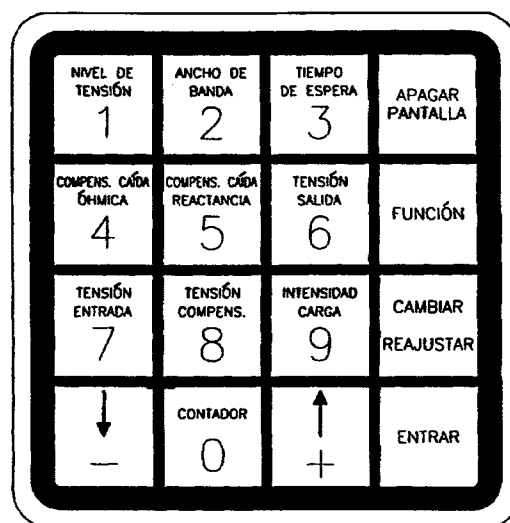 NIVEL DE
TENSIÓN
1
ANCHO DE
BANDA
2
TIEMPO
DE ESPERA
3
APAGAR
PANTALLA
COMPENS. CAÍDA
ÓHMICA
4
COMPENS. CAÍDA
REACTANCIA
5
TENSIÓN
SALIDA
6
FUNCIÓN
TENSIÓN
ENTRADA
7
TENSIÓN
COMPENS.
8
INTENSIDAD
CARGA
9
CAMBIAR
REAJUSTAR
↓
−
CONTADOR
0
↑
+
ENTRAR